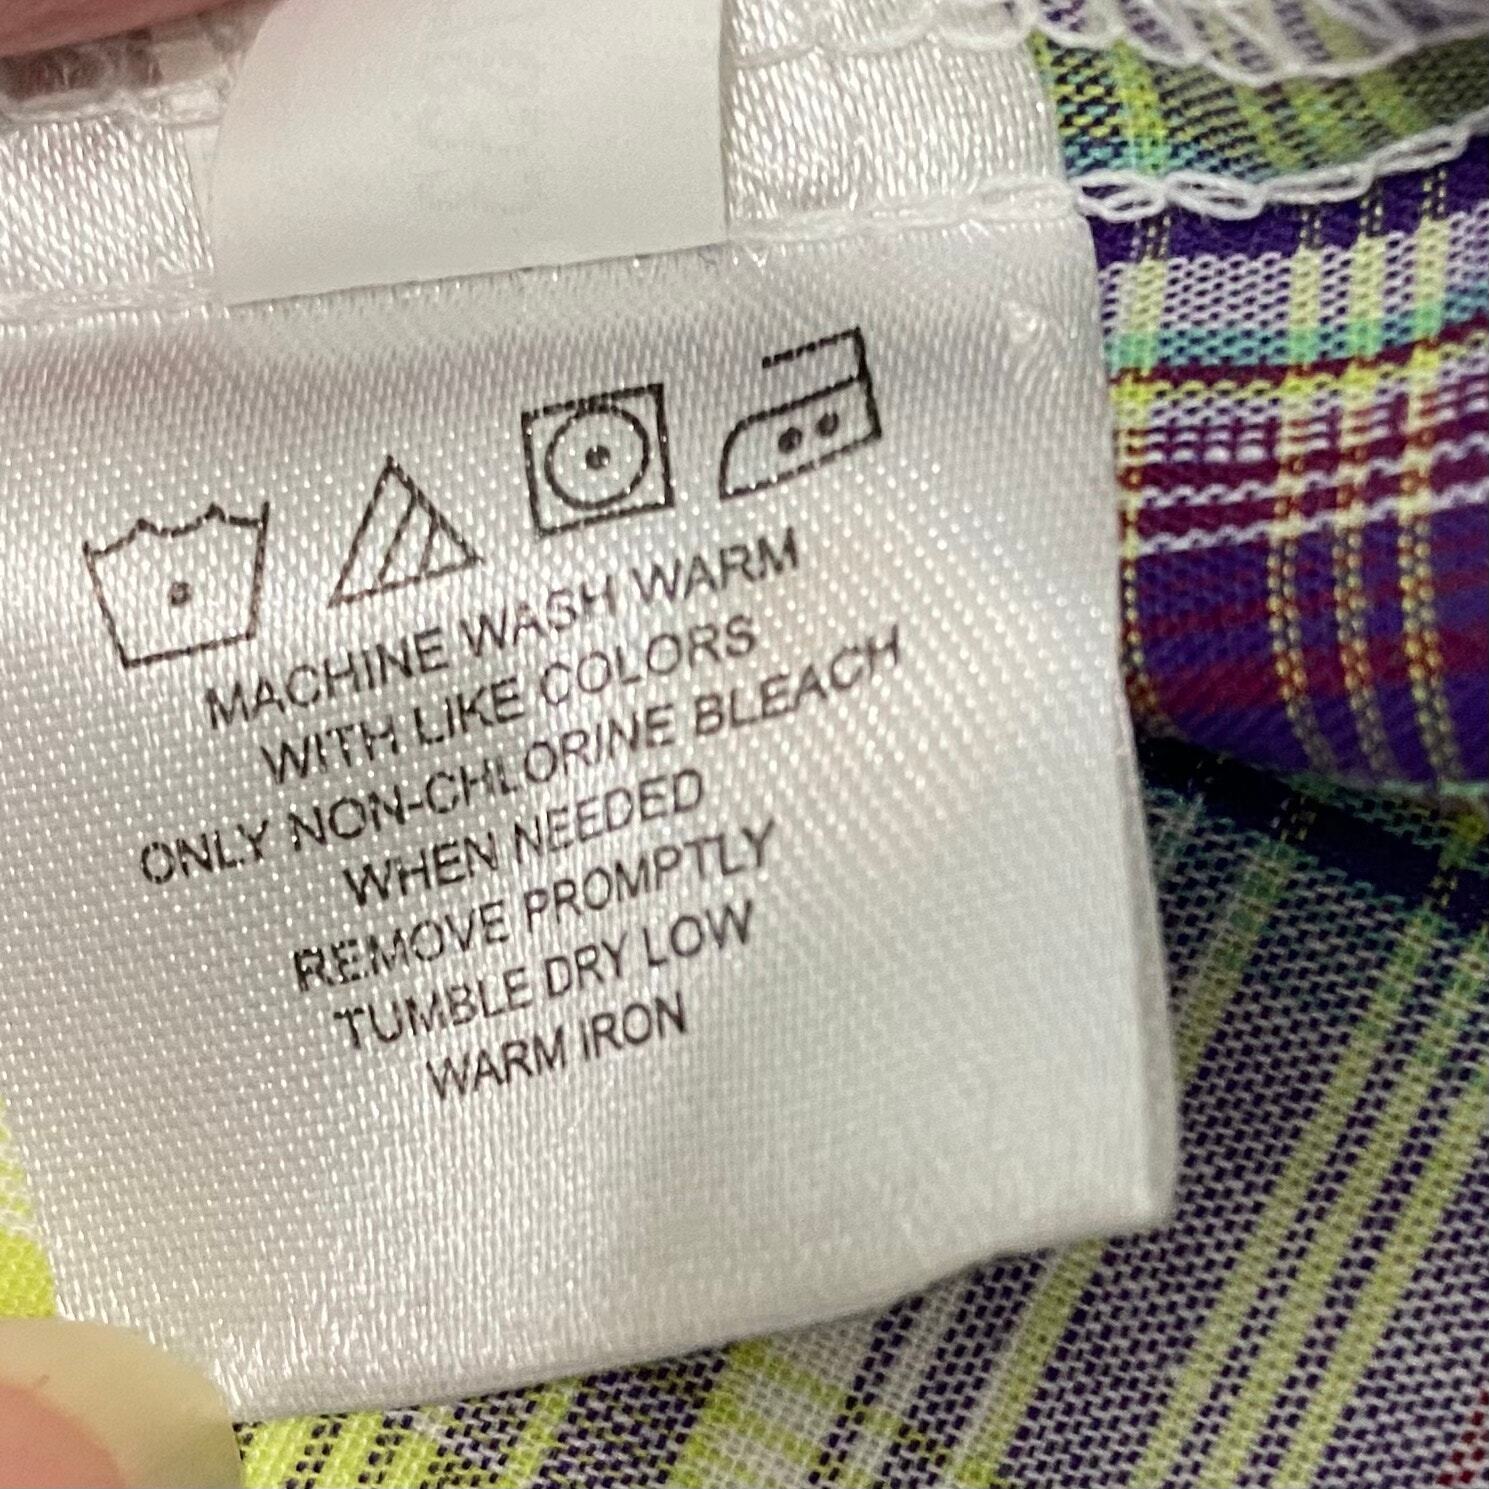 MACHINE WASH WARM
WITH LIKE COLORS
ONLY NON-CHLORINE BLEACH
WHEN NEEDED
REMOVE PROMPTLY
TUMBLE DRY LOW
WARM IRON